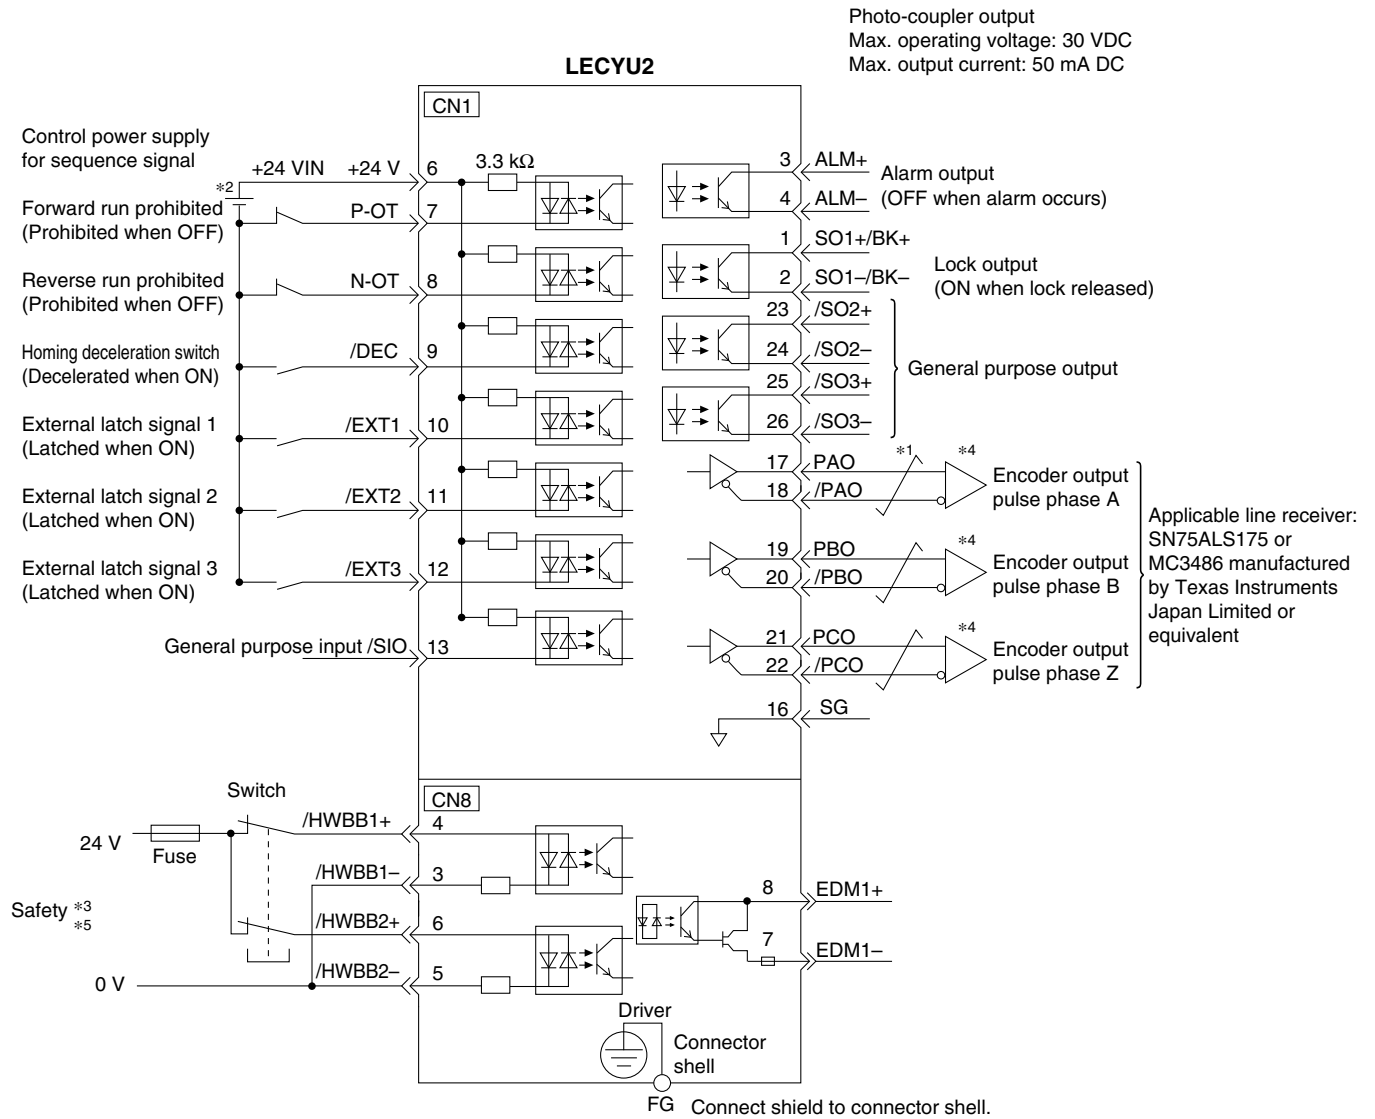 Photo-coupler output
Max. operating voltage: 30 VDC
Max. output current: 50 mA DC
LECYU2
CN1
Control power supply
for sequence signal
+24 VIN
+24 V
6
3.3 kΩ
*2
Forward run prohibited
(Prohibited when OFF)
P-OT
7
Reverse run prohibited
(Prohibited when OFF)
N-OT
8
Homing deceleration switch
(Decelerated when ON)
/DEC
9
External latch signal 1
(Latched when ON)
/EXT1
10
External latch signal 2
(Latched when ON)
/EXT2
11
External latch signal 3
(Latched when ON)
/EXT3
12
General purpose input /SIO
13
3
ALM+
4
ALM–
Alarm output
(OFF when alarm occurs)
1
SO1+/BK+
2
SO1–/BK–
Lock output
(ON when lock released)
23
/SO2+
24
/SO2–
25
/SO3+
26
/SO3–
General purpose output
17
PAO
18
/PAO
*1
*4
Encoder output
pulse phase A
19
PBO
20
/PBO
*4
Encoder output
pulse phase B
21
PCO
22
/PCO
*4
Encoder output
pulse phase Z
Applicable line receiver:
SN75ALS175 or
MC3486 manufactured
by Texas Instruments
Japan Limited or
equivalent
16
SG
CN8
Switch
24 V
Fuse
/HWBB1+
4
/HWBB1–
3
Safety *3
*5
/HWBB2+
6
/HWBB2–
5
0 V
8
EDM1+
7
EDM1–
Driver
Connector
shell
FG
Connect shield to connector shell.